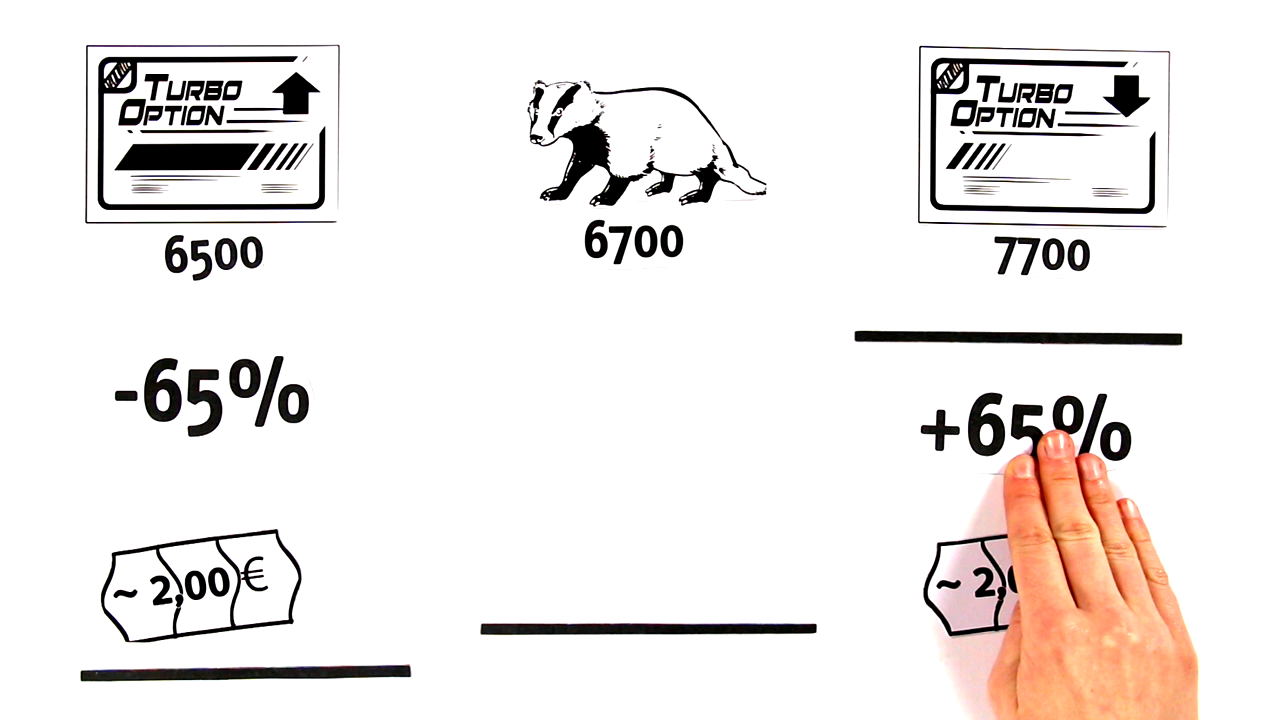 TURBO
OPTION
6500
-65%
~ 2,00 €
6700
TURBO
OPTION
7700
+65%